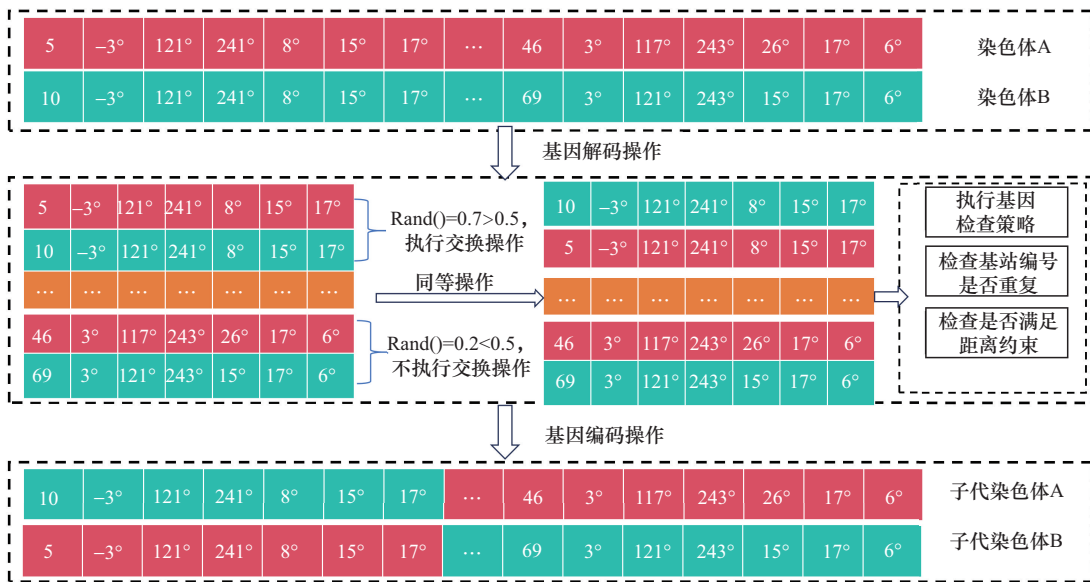 5 −3° 121° 241° 8° 15° 17° … 46 3° 117° 243° 26° 17° 6° 染色体A
10 −3° 121° 241° 8° 15° 17° … 69 3° 121° 243° 15° 17° 6° 染色体B
基因解码操作
5 −3° 121° 241° 8° 15° 17°
10 −3° 121° 241° 8° 15° 17°
… … … … … … …
46 3° 117° 243° 26° 17° 6°
69 3° 121° 243° 15° 17° 6°
Rand()=0.7>0.5,
执行交换操作
同等操作
Rand()=0.2<0.5,
不执行交换操作
10 −3° 121° 241° 8° 15° 17°
5 −3° 121° 241° 8° 15° 17°
… … … … … … …
46 3° 117° 243° 26° 17° 6°
69 3° 121° 243° 15° 17° 6°
执行基因
检查策略
检查基站编号
是否重复
检查是否满足
距离约束
基因编码操作
10 −3° 121° 241° 8° 15° 17° … 46 3° 117° 243° 26° 17° 6° 子代染色体A
5 −3° 121° 241° 8° 15° 17° … 69 3° 121° 243° 15° 17° 6° 子代染色体B